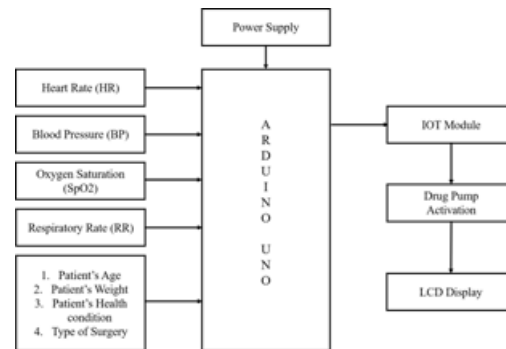 Power Supply
Heart Rate (HR)
Blood Pressure (BP)
Oxygen Saturation
(SpO2)
Respiratory Rate (RR)
1. Patient's Age
2. Patient's Weight
3. Patient's Health
condition
4. Type of Surgery
A
R
D
U
I
N
O
U
N
O
IOT Module
Drug Pump
Activation
LCD Display